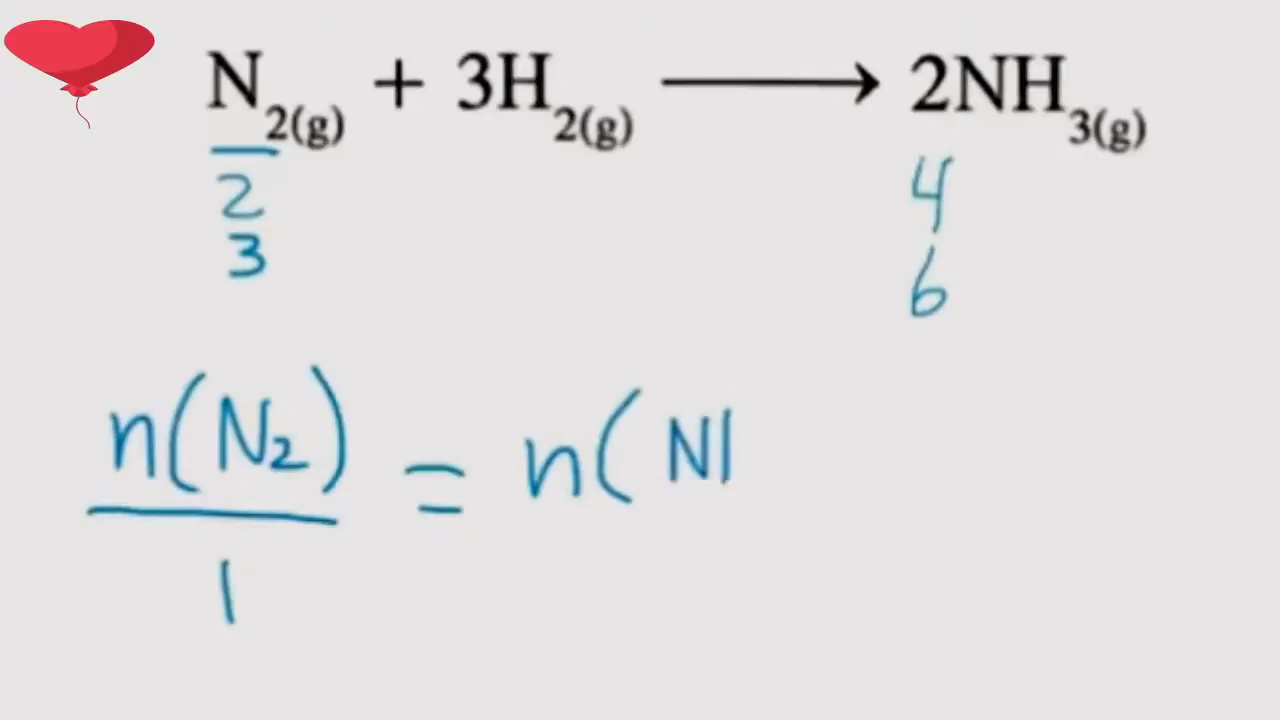 N2(g) + 3H2(g) ⟶ 2NH3(g)
2 4
3 6
n(N2) = n(N
1